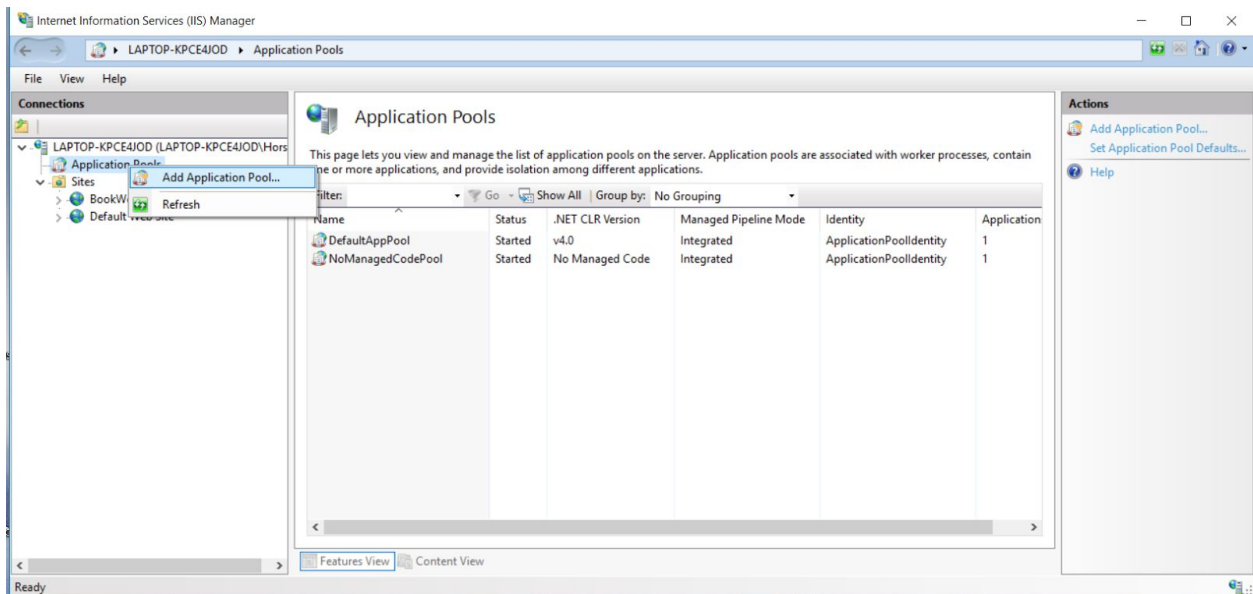 Internet Information Services (IIS) Manager
LAPTOP-KPCE4JOD Application Pools
File View Help
Connections
LAPTOP-KPCE4JOD (LAPTOP-KPCE4JOD\Hors
Application Pools
Add Application Pool...
Sites
BookW
Refresh
Default Web Site
Application Pools
This page lets you view and manage the list of application pools on the server. Application pools are associated with worker processes, contain
one or more applications, and provide isolation among different applications.
Filter: Go Show All Group by: No Grouping
Name Status .NET CLR Version Managed Pipeline Mode Identity Application
DefaultAppPool Started v4.0 Integrated ApplicationPoolIdentity 1
NoManagedCodePool Started No Managed Code Integrated ApplicationPoolIdentity 1
Features View Content View
Actions
Add Application Pool...
Set Application Pool Defaults...
Help
Ready